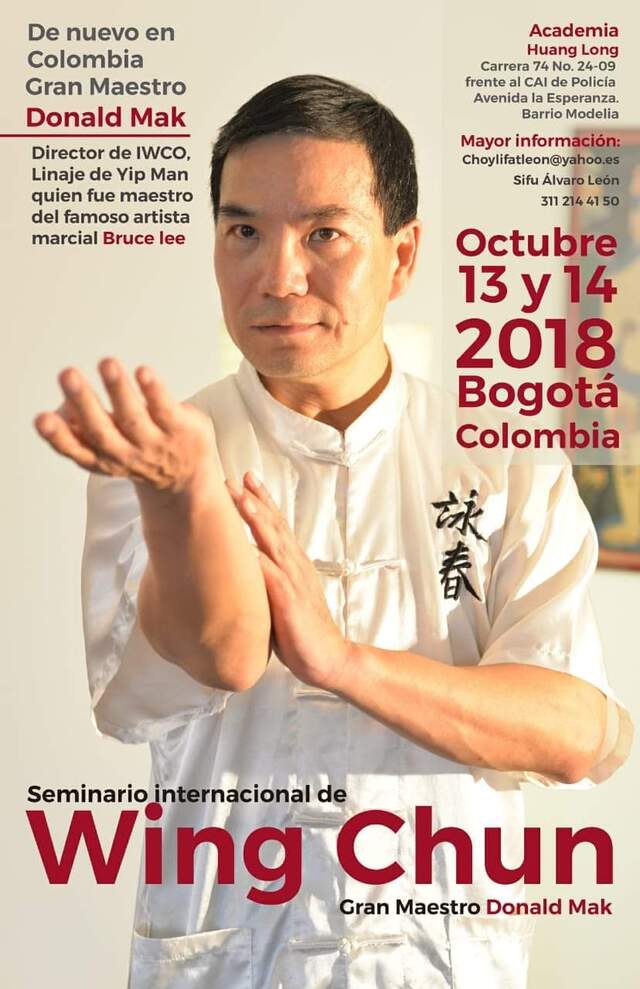 De nuevo en
Colombia
Gran Maestro
Donald Mak
Director de IWCO,
Linaje de Yip Man
quien fue maestro
del famoso artista
marcial Bruce lee
Academia
Huang Long
Carrera 74 No. 24-09
frente al CAI de Policía
Avenida la Esperanza.
Barrio Modelia
Mayor información:
Choylifatleon@yahoo.es
Sifu Álvaro León
311 214 41 50
Octubre
13 y 14
2018
Bogotá
Colombia
詠春
Seminario internacional de
Wing Chun
Gran Maestro Donald Mak